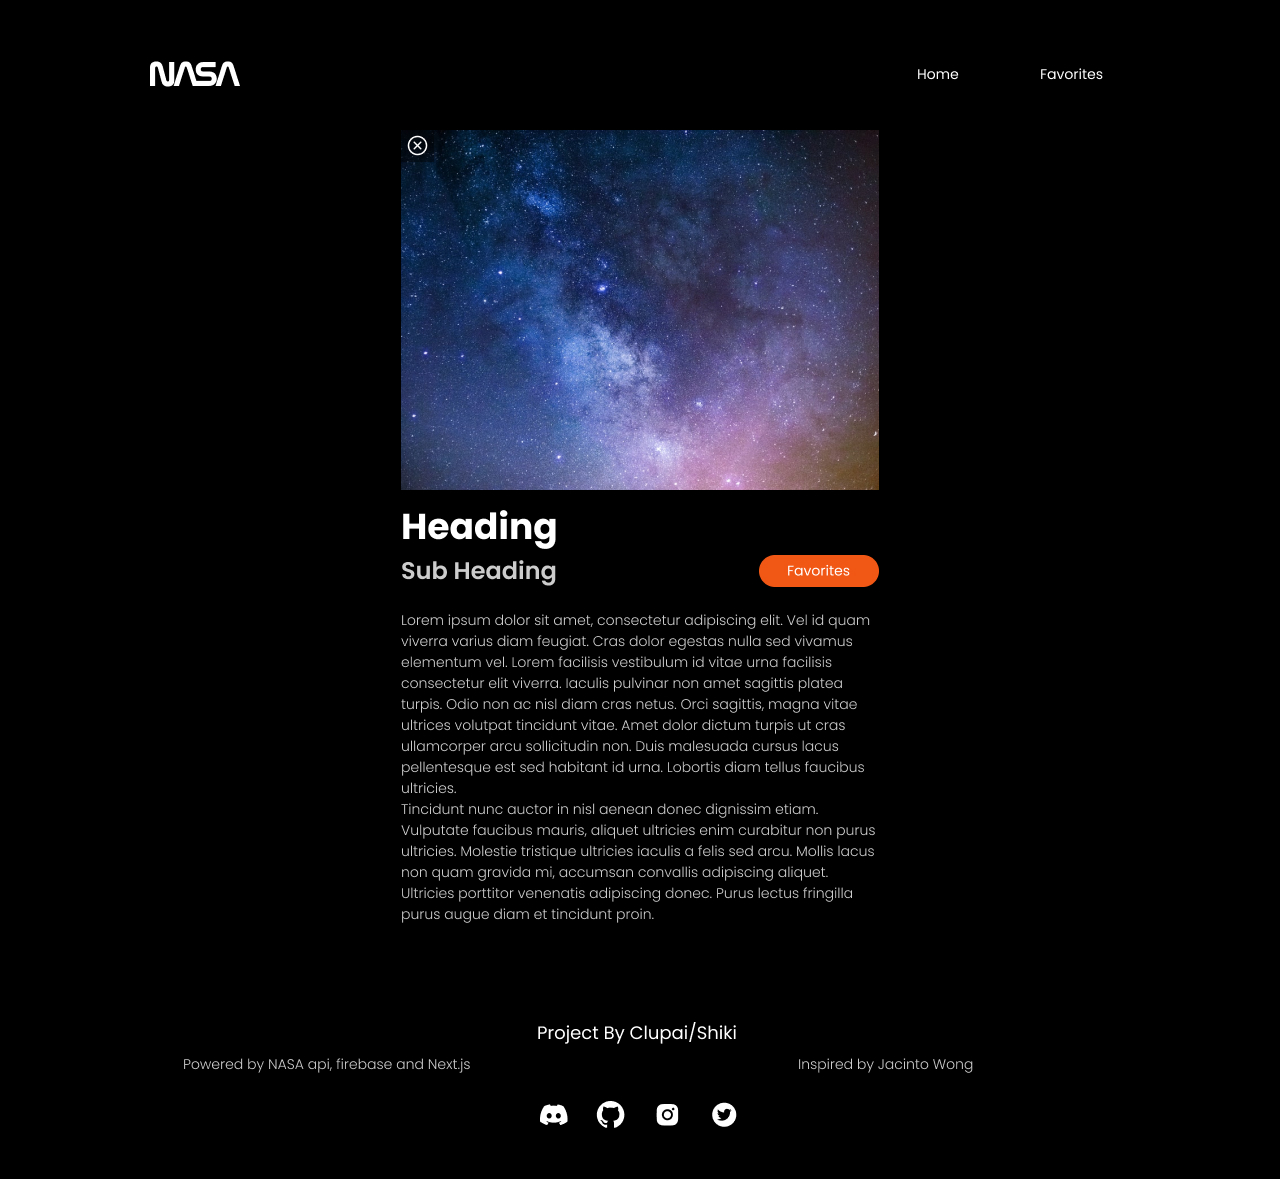 NASA
Home
Favorites
Heading
Sub Heading
Favorites
Lorem ipsum dolor sit amet, consectetur adipiscing elit. Vel id quam
viverra varius diam feugiat. Cras dolor egestas nulla sed vivamus
elementum vel. Lorem facilisis vestibulum id vitae urna facilisis
consectetur elit viverra. Iaculis pulvinar non amet sagittis platea
turpis. Odio non ac nisl diam cras netus. Orci sagittis, magna vitae
ultrices volutpat tincidunt vitae. Amet dolor dictum turpis ut cras
ullamcorper arcu sollicitudin non. Duis malesuada cursus lacus
pellentesque est sed habitant id urna. Lobortis diam tellus faucibus
ultricies.
Tincidunt nunc auctor in nisl aenean donec dignissim etiam.
Vulputate faucibus mauris, aliquet ultricies enim curabitur non purus
ultricies. Molestie tristique ultricies iaculis a felis sed arcu. Mollis lacus
non quam gravida mi, accumsan convallis adipiscing aliquet.
Ultricies porttitor venenatis adipiscing donec. Purus lectus fringilla
purus augue diam et tincidunt proin.
Project By Clupai/Shiki
Powered by NASA api, firebase and Next.js
Inspired by Jacinto Wong